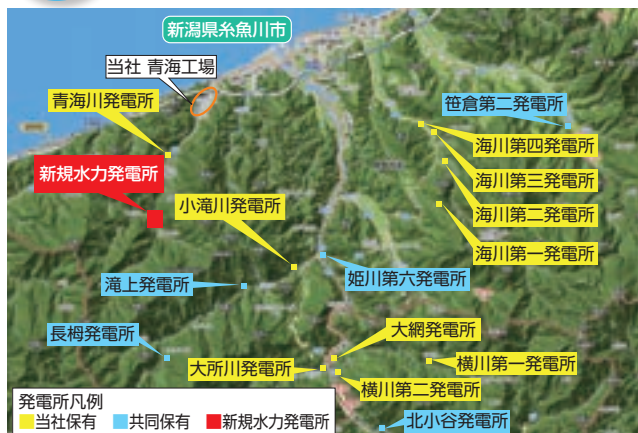 新潟県糸魚川市
当社 青海工場
青海川発電所
笹倉第二発電所
海川第四発電所
新規水力発電所
海川第三発電所
小滝川発電所
海川第二発電所
海川第一発電所
滝上発電所
姫川第六発電所
長栂発電所
大網発電所
大所川発電所
横川第一発電所
横川第二発電所
発電所凡例
当社保有 共同保有 新規水力発電所
北小谷発電所